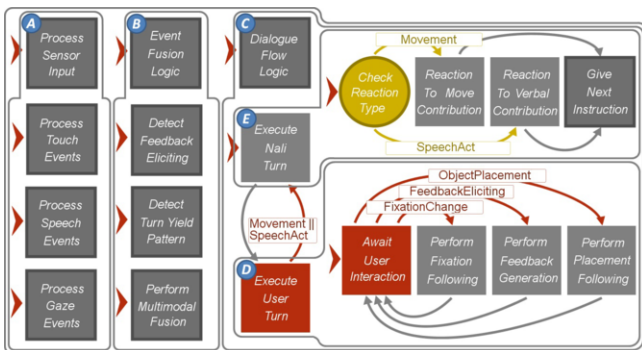 A
Process
Sensor
Input
Process
Touch
Events
Process
Speech
Events
Process
Gaze
Events
B
Event
Fusion
Logic
Detect
Feedback
Eliciting
Detect
Turn Yield
Pattern
Perform
Multimodal
Fusion
C
Dialogue
Flow
Logic
E
Execute
Nali
Turn
Movement ||
SpeechAct
D
Execute
User
Turn
Movement
Check
Reaction
Type
Reaction
To Move
Contribution
Reaction
To Verbal
Contribution
Give
Next
Instruction
SpeechAct
ObjectPlacement
FeedbackEliciting
FixationChange
Await
User
Interaction
Perform
Fixation
Following
Perform
Feedback
Generation
Perform
Placement
Following